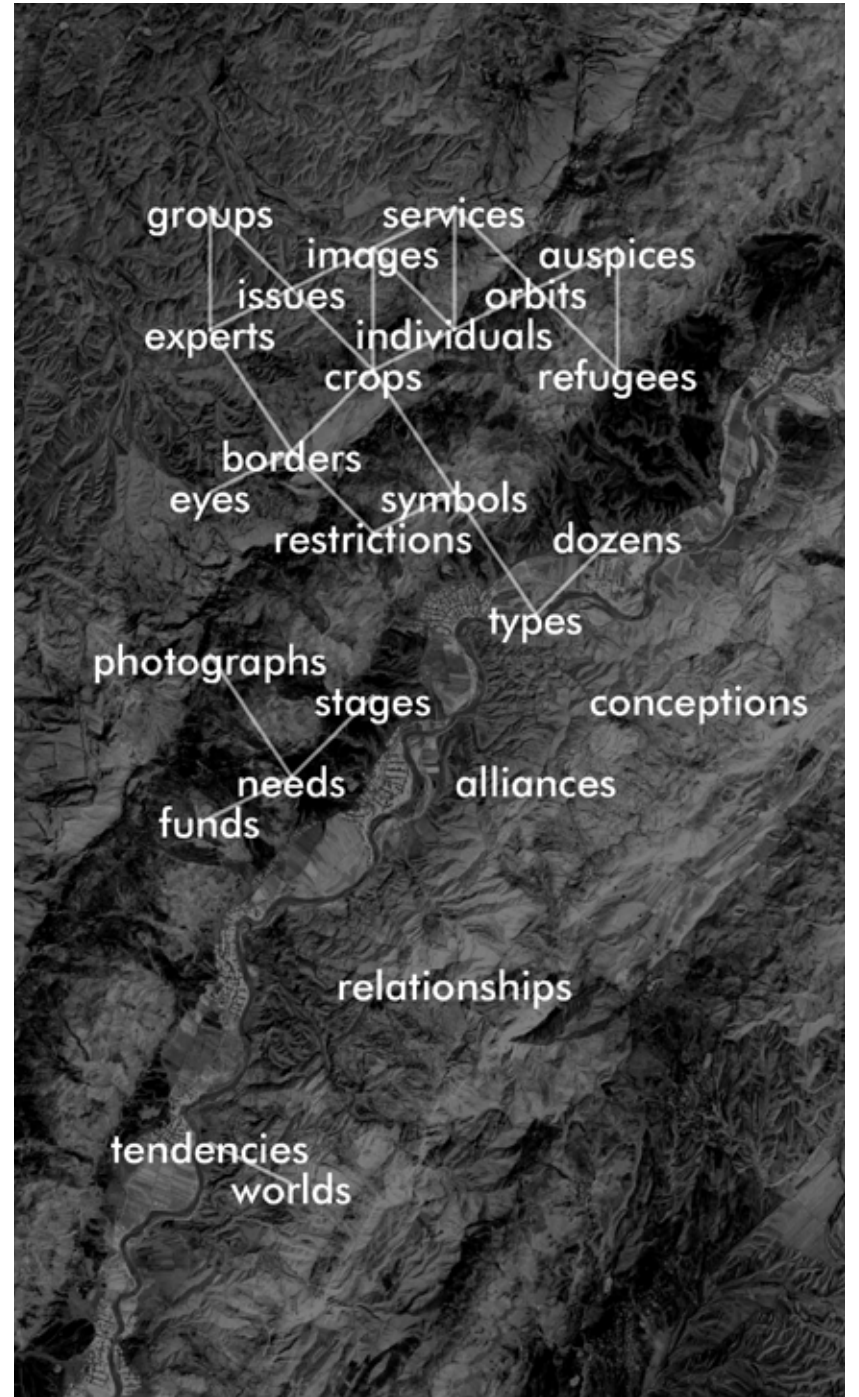 groups services
images auspices
issues orbits
experts individuals
crops refugees
borders
eyes symbols
restrictions dozens
types
photographs
stages conceptions
needs alliances
funds
relationships
tendencies
worlds